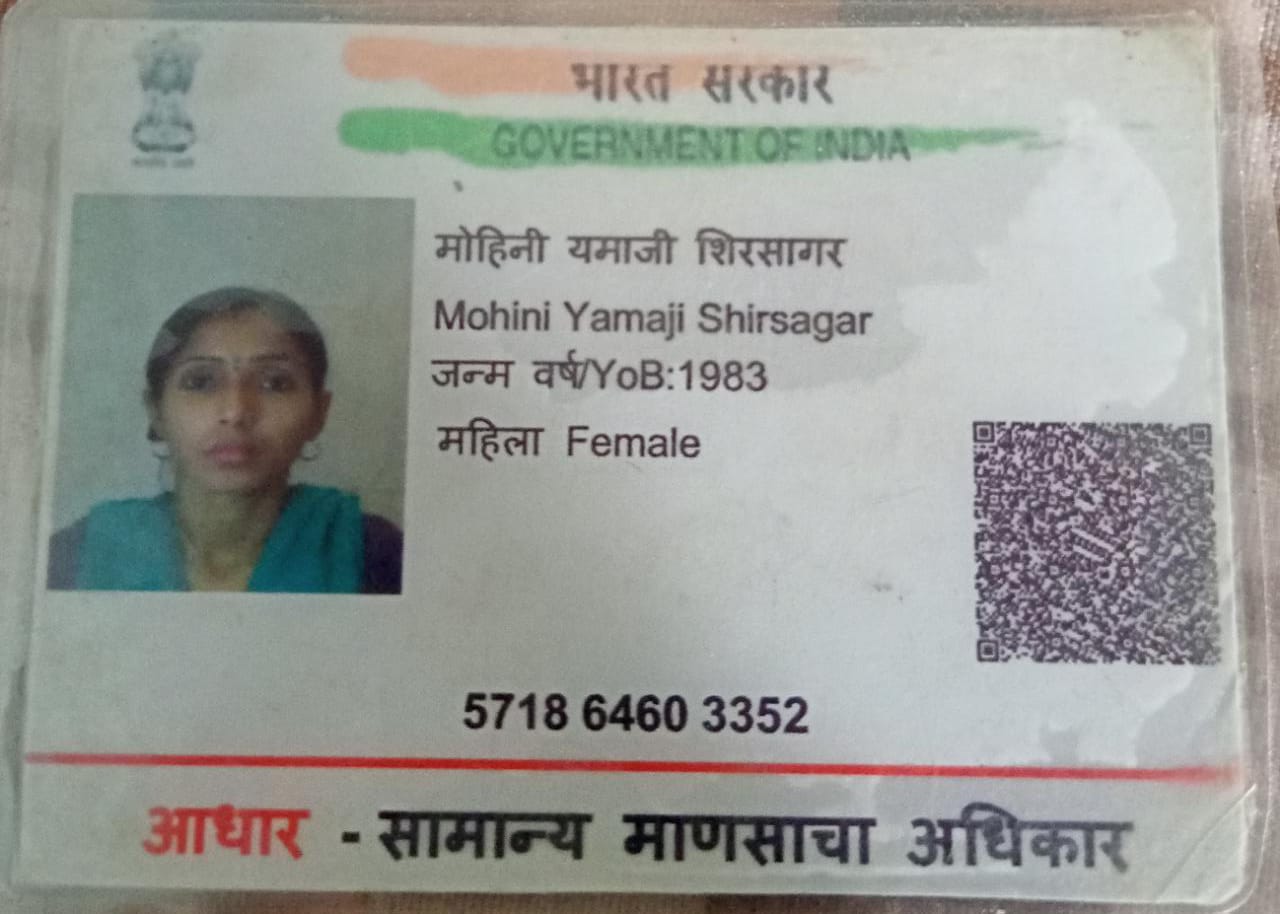 भारत सरकार
GOVERNMENT OF INDIA
मोहिनी यमाजी शिरसागर
Mohini Yamaji Shirsagar
जन्म वर्ष/YoB:1983
महिला Female
5718 6460 3352
आधार - सामान्य माणसाचा अधिकार